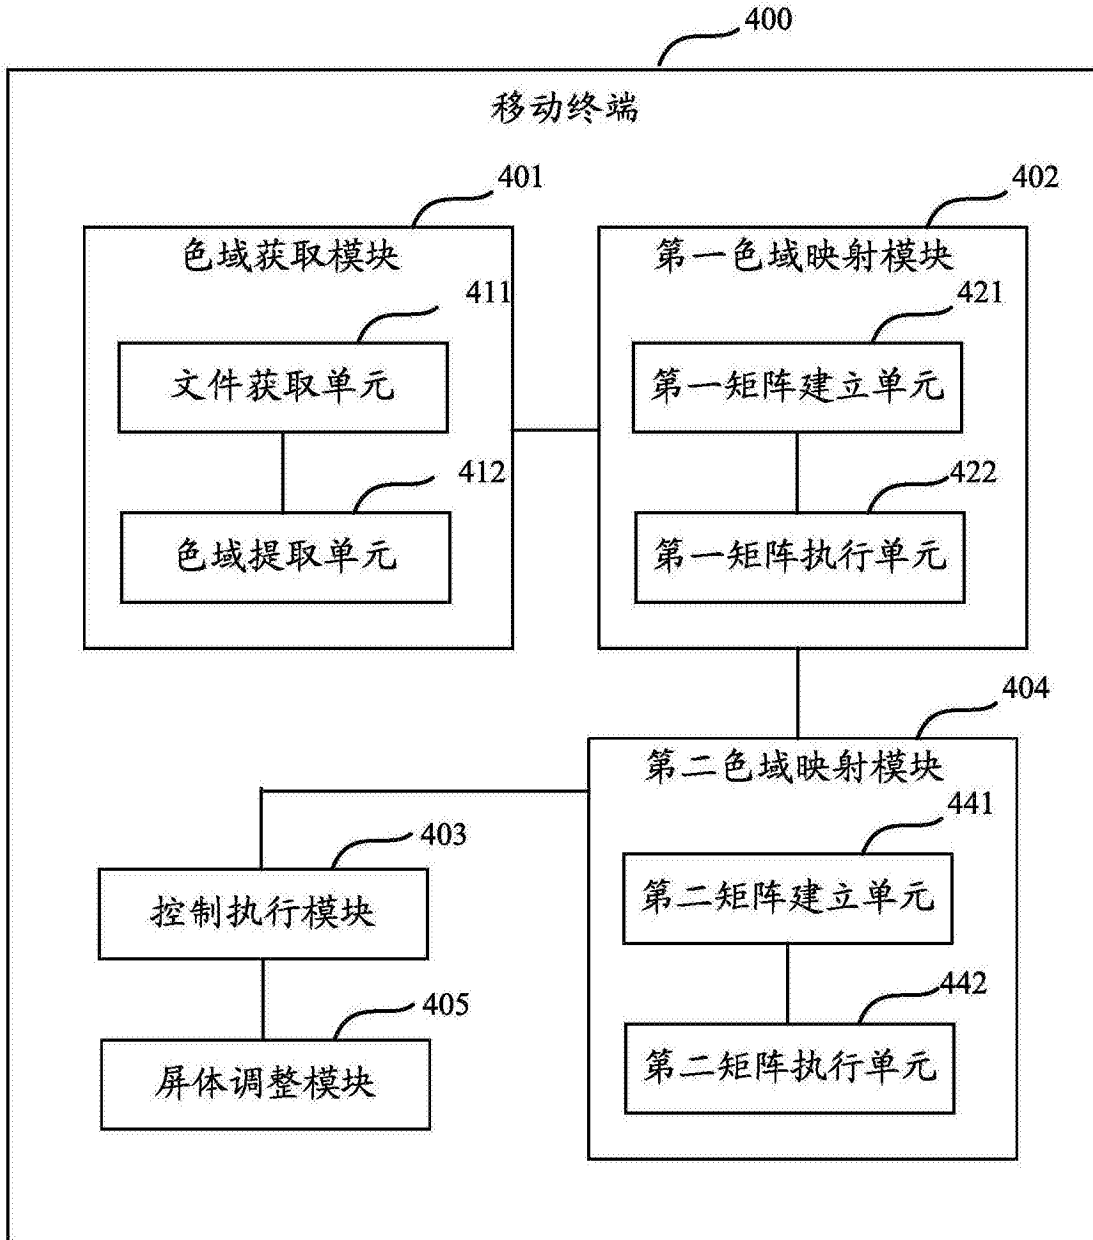 400
移动终端
401
色域获取模块
411
文件获取单元
412
色域提取单元
402
第一色域映射模块
421
第一矩阵建立单元
422
第一矩阵执行单元
404
第二色域映射模块
441
第二矩阵建立单元
442
第二矩阵执行单元
403
控制执行模块
405
屏体调整模块